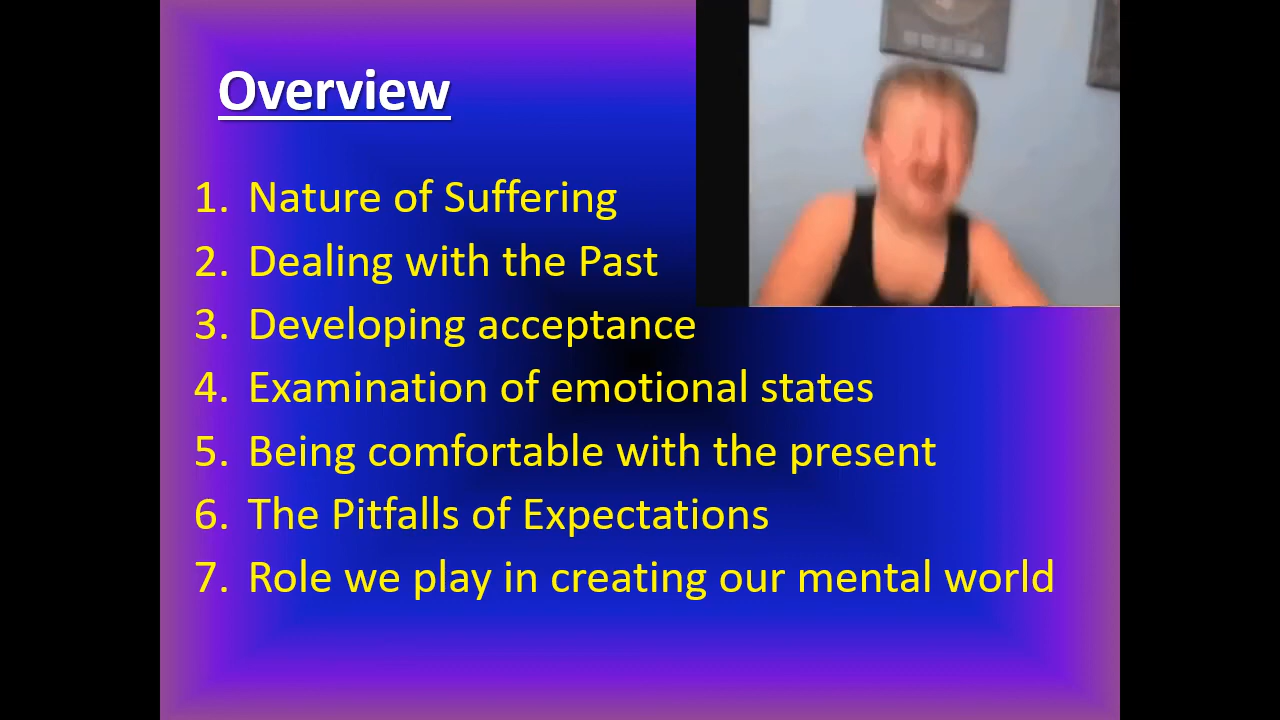 Overview
1. Nature of Suffering
2. Dealing with the Past
3. Developing acceptance
4. Examination of emotional states
5. Being comfortable with the present
6. The Pitfalls of Expectations
7. Role we play in creating our mental world